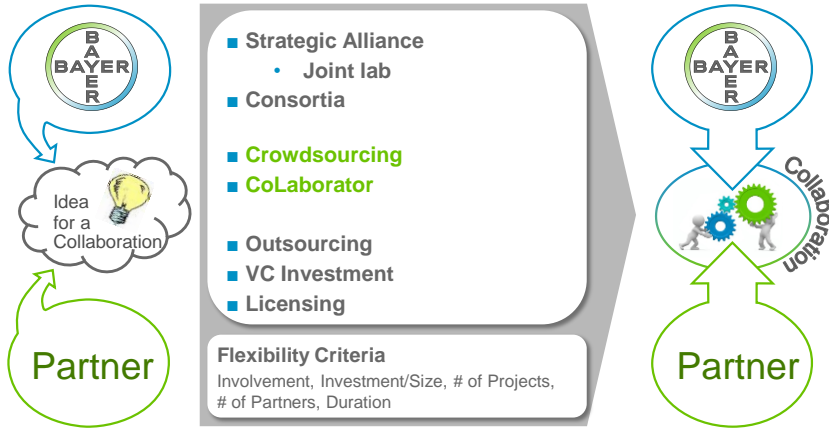 BAYER
BAYER
Idea
for a
Collaboration
Partner
■ Strategic Alliance
• Joint lab
■ Consortia
■ Crowdsourcing
■ CoLaborator
■ Outsourcing
■ VC Investment
■ Licensing
Flexibility Criteria
Involvement, Investment/Size, # of Projects,
# of Partners, Duration
BAYER
BAYER
Collaboration
Partner